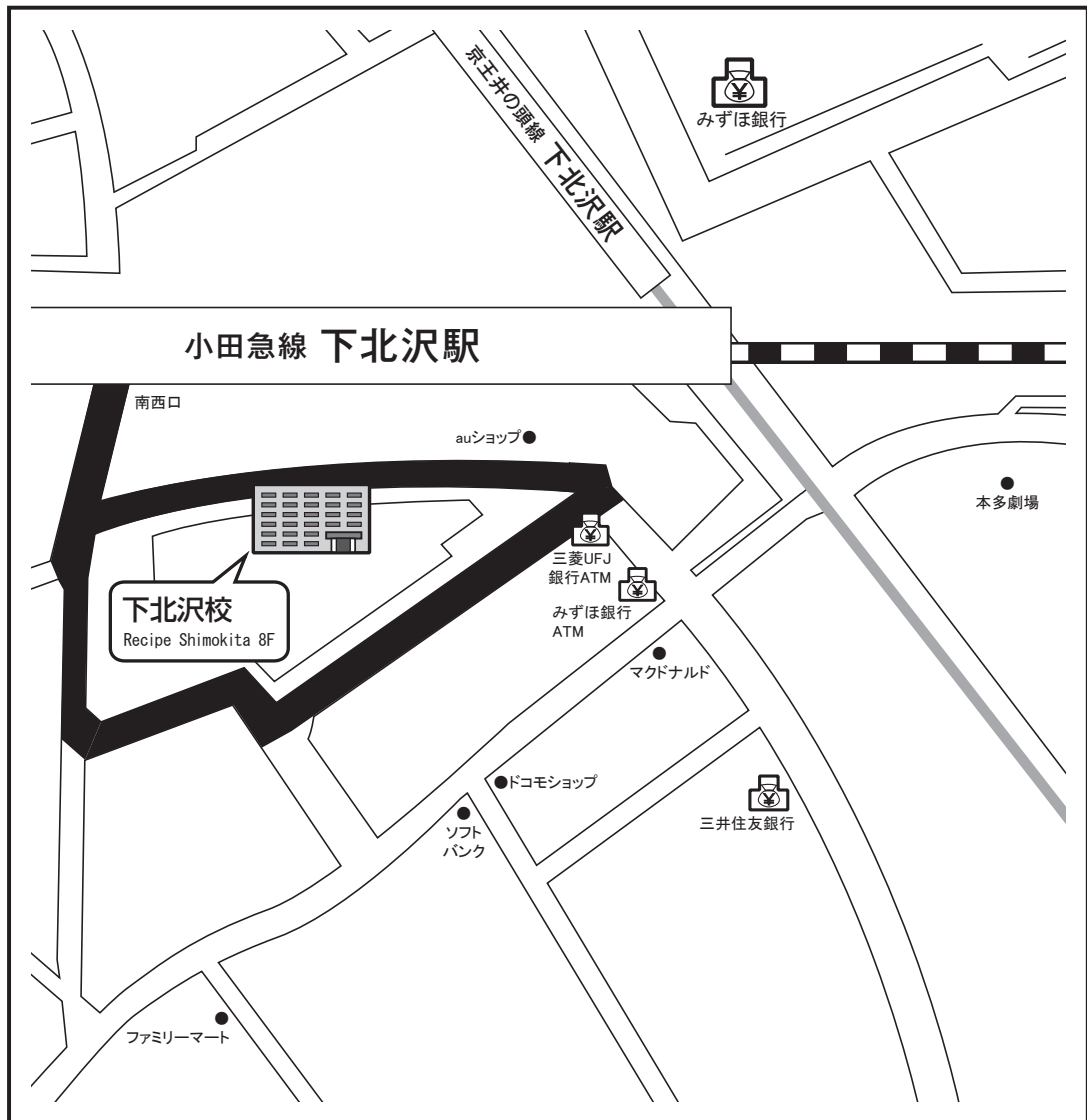 みずほ銀行
京王井の頭線 下北沢駅
小田急線 下北沢駅
南西口
auショップ
本多劇場
三菱UFJ
銀行ATM
みずほ銀行
ATM
下北沢校
Recipe Shimokita 8F
マクドナルド
ドコモショップ
三井住友銀行
ソフト
バンク
ファミリーマート